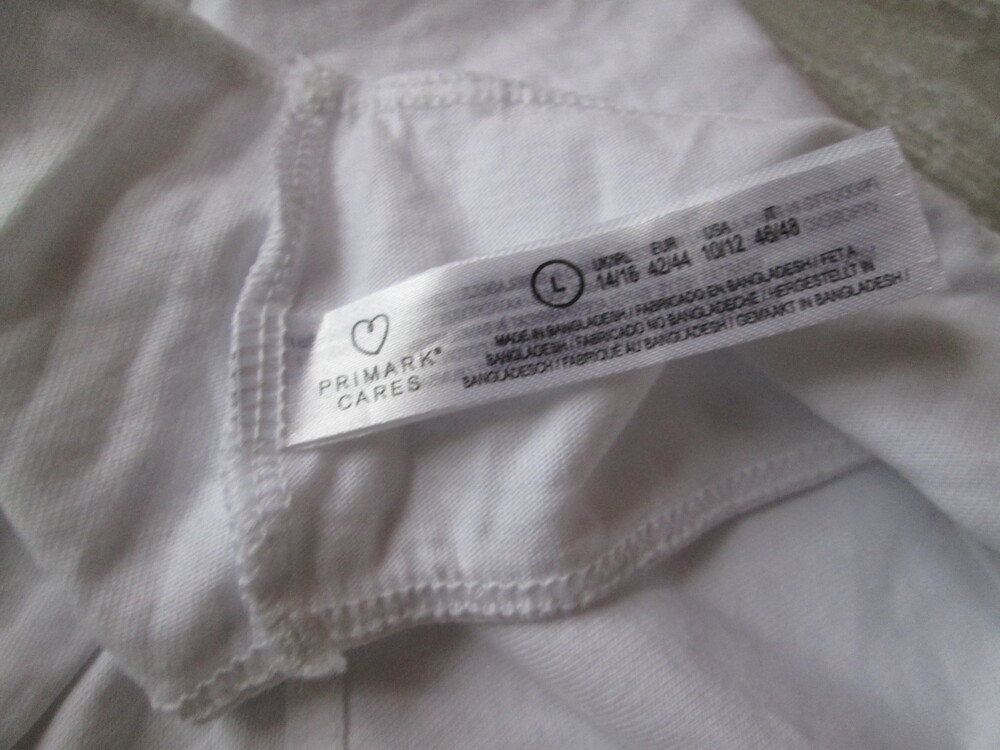 PRIMARK®
CARES
L
UK/IRL EUR USA IT
14/16 42/44 10/12 46/48
MADE IN BANGLADESH / FABRICADO EN BANGLADESH / FET A
BANGLADESH / FABRICADO NO BANGLADECHE / HERGESTELLT IN
BANGLADESCH / FABRIQUE AU BANGLADESH / GEMAAKT IN BANGLADESH /